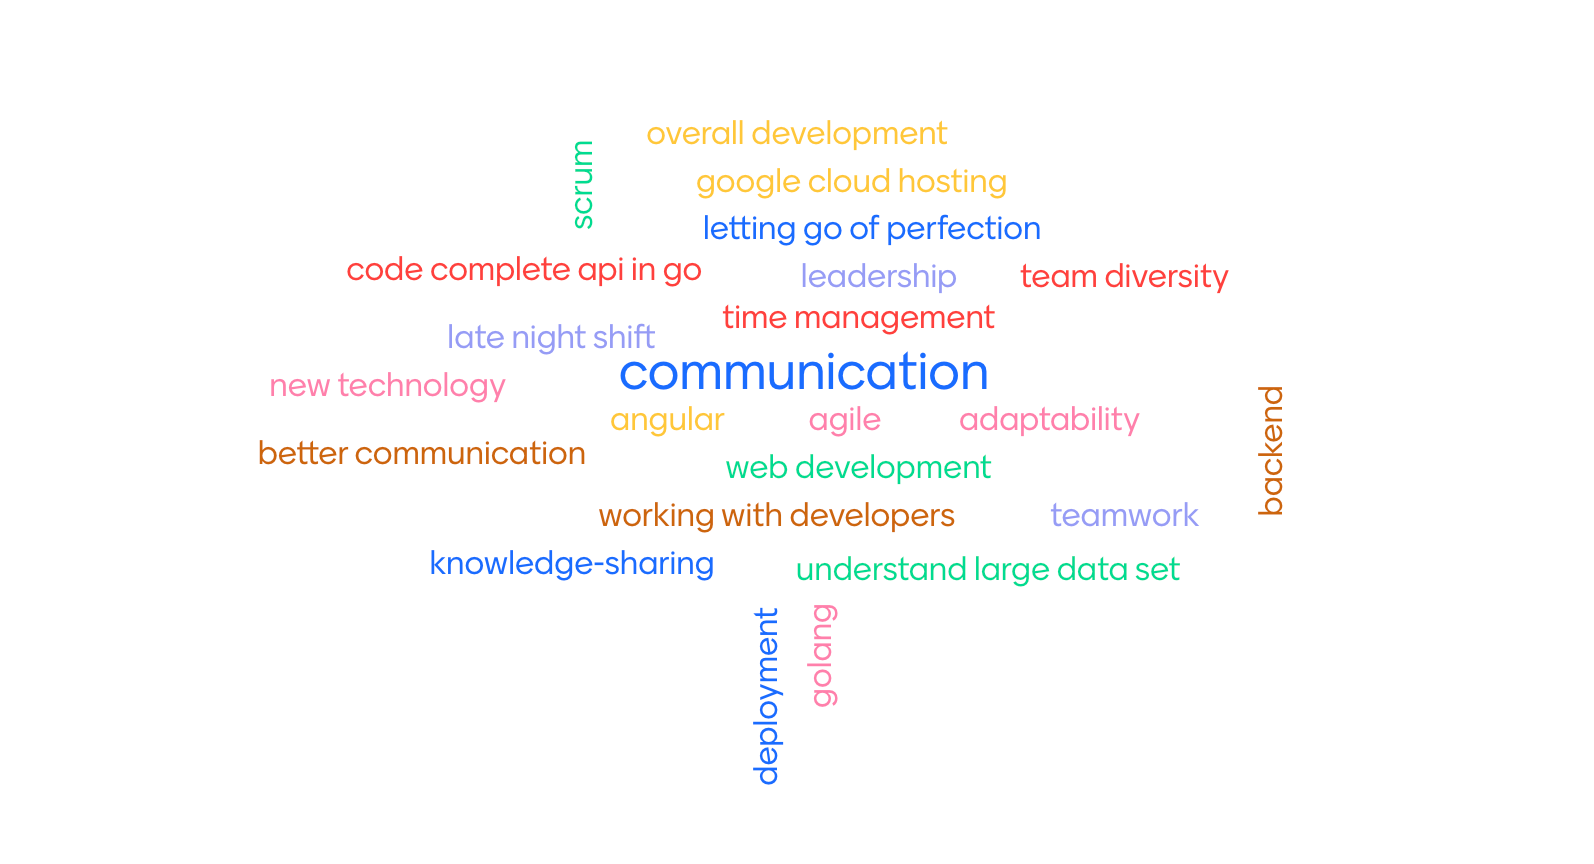 overall development
scrum
google cloud hosting
letting go of perfection
code complete api in go
leadership
team diversity
time management
late night shift
communication
new technology
angular
agile
adaptability
backend
better communication
web development
working with developers
teamwork
knowledge-sharing
understand large data set
deployment
golang